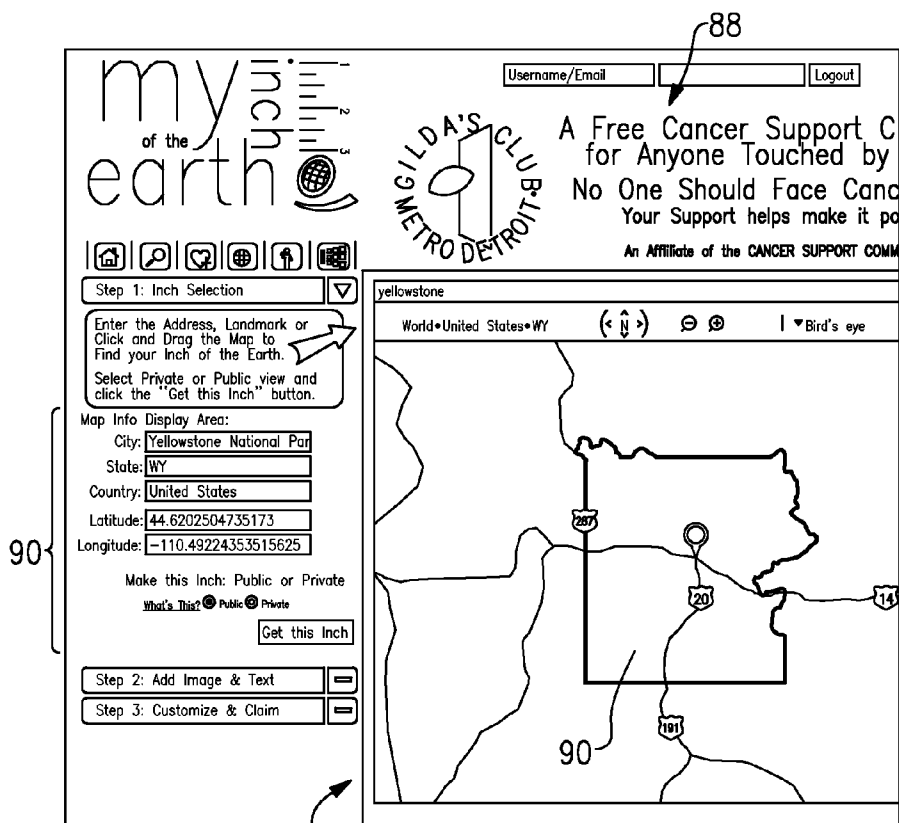 88
my inch
of the
earth
1
2
3
Username/Email
Logout
GILDA'S CLUB • METRO DETROIT •
A Free Cancer Support C
for Anyone Touched by
No One Should Face Canc
Your Support helps make it po
An Affiliate of the CANCER SUPPORT COMM
Step 1: Inch Selection
Enter the Address, Landmark or
Click and Drag the Map to
Find your Inch of the Earth.
Select Private or Public view and
click the "Get this Inch" button.
90
Map Info Display Area:
City: Yellowstone National Par
State: WY
Country: United States
Latitude: 44.6202504735173
Longitude: -110.49224353515625
Make this Inch: Public or Private
What's This? Public Private
Get this Inch
Step 2: Add Image & Text
Step 3: Customize & Claim
yellowstone
World•United States•WY
< N >
Bird's eye
287
20
14
191
90